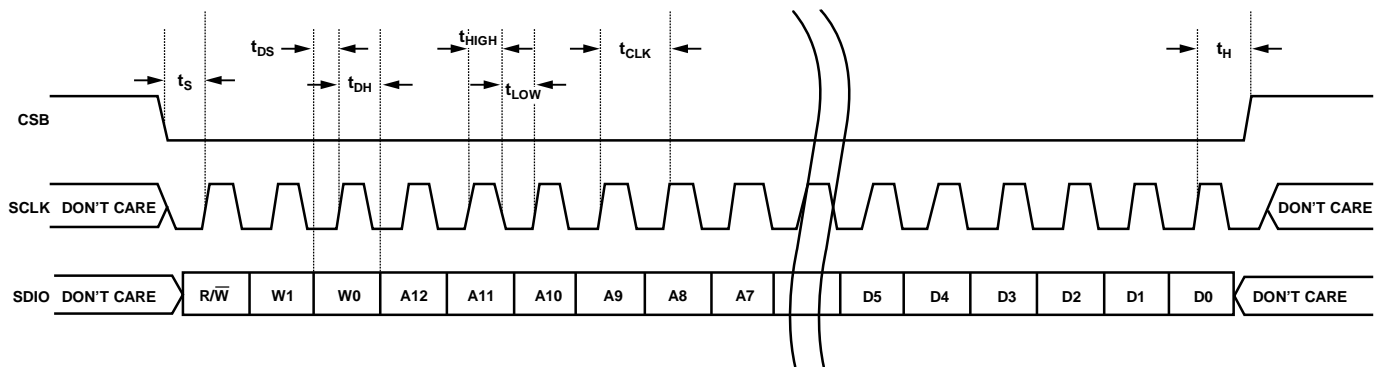 tHIGH
tDS tCLK tH
tS tDH tLOW
CSB
SCLK DON'T CARE DON'T CARE
SDIO DON'T CARE R/W̅ W1 W0 A12 A11 A10 A9 A8 A7 D5 D4 D3 D2 D1 D0 DON'T CARE